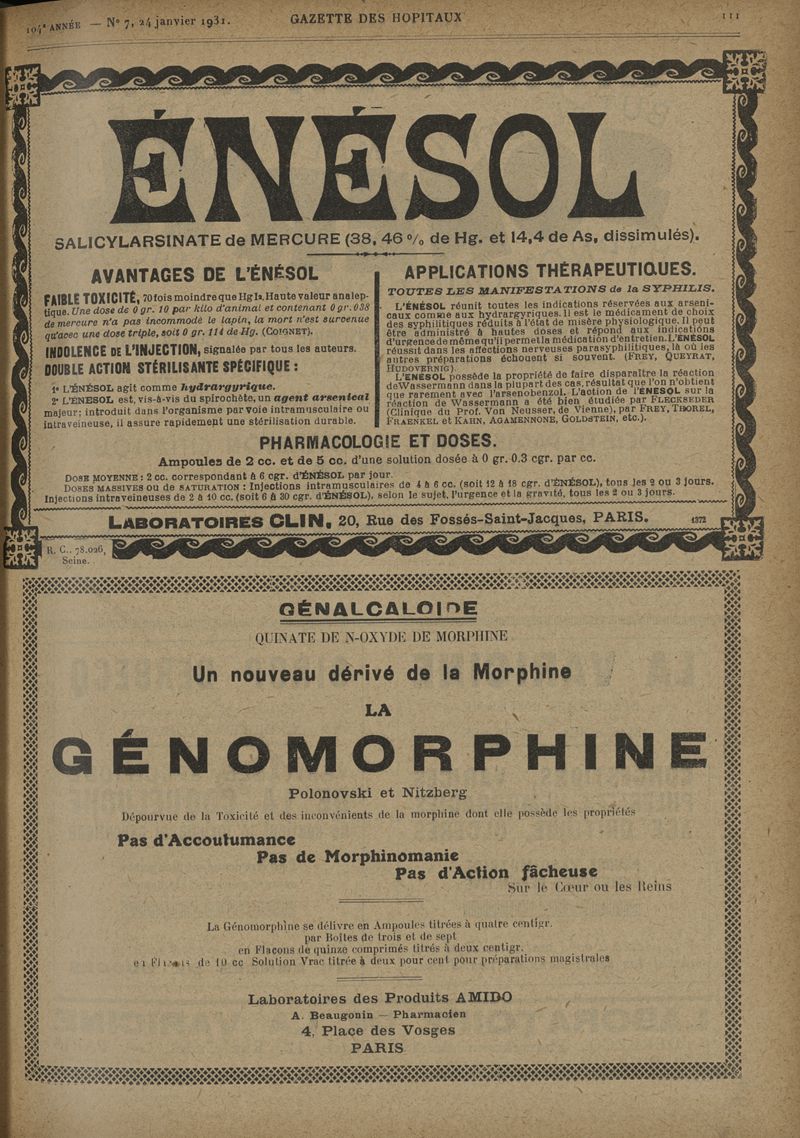 104e ANNÉE — No 7, 24 janvier 1931.
GAZETTE DES HOPITAUX
III
ÉNÉSOL
SALICYLARSINATE de MERCURE (38, 46 % de Hg. et 14,4 de As, dissimulés).
AVANTAGES DE L'ÉNÉSOL
FAIBLE TOXICITÉ, 70 fois moindre que Hg I2. Haute valeur analep-
tique. Une dose de 0 gr. 10 par kilo d'animal et contenant 0 gr. 038
de mercure n'a pas incommodé le lapin, la mort n'est survenue
qu'avec une dose triple, soit 0 gr. 114 de Hg. (COIGNET).
INDOLENCE DE L'INJECTION, signalée par tous les auteurs.
DOUBLE ACTION STÉRILISANTE SPÉCIFIQUE :
1o L'ÉNÉSOL agit comme hydrargyrique.
2o L'ÉNÉSOL est, vis-à-vis du spirochète, un agent arsenical
majeur; introduit dans l'organisme par voie intramusculaire ou
intraveineuse, il assure rapidement une stérilisation durable.
APPLICATIONS THÉRAPEUTIQUES.
TOUTES LES MANIFESTATIONS de la SYPHILIS.
L'ÉNÉSOL réunit toutes les indications réservées aux arseni-
caux comme aux hydrargyriques. Il est le médicament de choix
des syphilitiques réduits à l'état de misère physiologique. Il peut
être administré à hautes doses et répond aux indications
d'urgence de même qu'il permet la médication d'entretien. L'ÉNÉSOL
réussit dans les affections nerveuses parasyphilitiques, là où les
autres préparations échouent si souvent. (FREY, QUEYRAT,
HUDOVERNIG).
L'ÉNÉSOL possède la propriété de faire disparaître la réaction
de Wassermann dans la plupart des cas, résultat que l'on n'obtient
que rarement avec l'arsenobenzol. L'action de l'ÉNÉSOL sur la
réaction de Wassermann a été bien étudiée par FLECKSEDER
(Clinique du Prof. Von Neusser, de Vienne), par FREY, THOREL,
FRAENKEL et KAHN, AGAMENNONE, GOLDSTEIN, etc.).
PHARMACOLOGIE ET DOSES.
Ampoules de 2 cc. et de 5 cc. d'une solution dosée à 0 gr. 0.3 cgr. par cc.
DOSE MOYENNE : 2 cc. correspondant à 6 cgr. d'ÉNÉSOL par jour.
DOSES MASSIVES OU de SATURATION : Injections intramusculaires de 4 à 6 cc. (soit 12 à 18 cgr. d'ÉNÉSOL), tous les 2 ou 3 jours.
Injections intraveineuses de 2 à 10 cc. (soit 6 à 30 cgr. d'ÉNÉSOL), selon le sujet, l'urgence et la gravité, tous les 2 ou 3 jours.
LABORATOIRES CLIN, 20, Rue des Fossés-Saint-Jacques, PARIS.
1372
R. C., 78.026,
Seine.
GÉNALCALOIDE
QUINATE DE N-OXYDE DE MORPHINE
Un nouveau dérivé de la Morphine
LA
GÉNOMORPHINE
Polonovski et Nitzberg
Dépourvue de la Toxicité et des inconvénients de la morphine dont elle possède les propriétés
Pas d'Accoutumance
Pas de Morphinomanie
Pas d'Action fâcheuse
Sur le Cœur ou les Reins
La Génomorphine se délivre en Ampoules titrées à quatre centigr.
par Boîtes de trois et de sept
en Flacons de quinze comprimés titrés à deux centigr.
en Flacons de 10 cc Solution Vrac titrée à deux pour cent pour préparations magistrales
Laboratoires des Produits AMIDO
A. Beaugonin — Pharmacien
4, Place des Vosges
PARIS